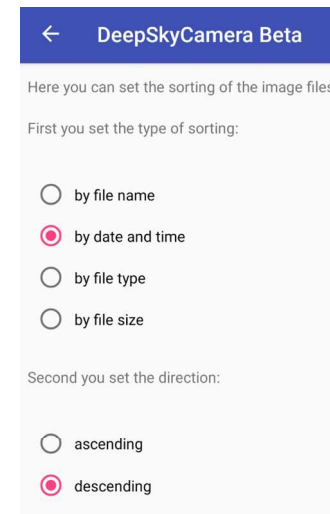 DeepSkyCamera Beta
Here you can set the sorting of the image files
First you set the type of sorting:
by file name
by date and time
by file type
by file size
Second you set the direction:
ascending
descending